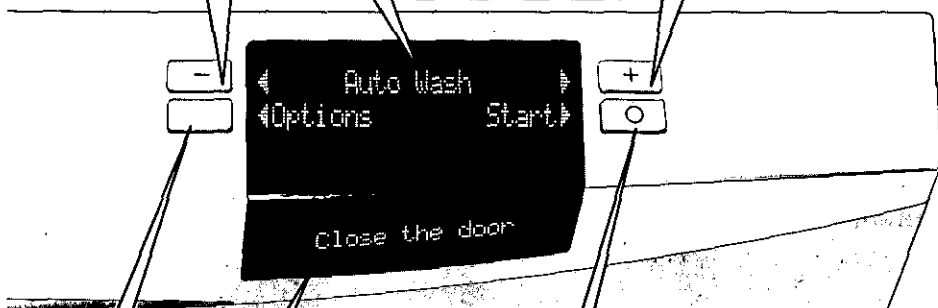 - ◀ Auto Wash ▶ +
◀Options Start▶ O
Close the door